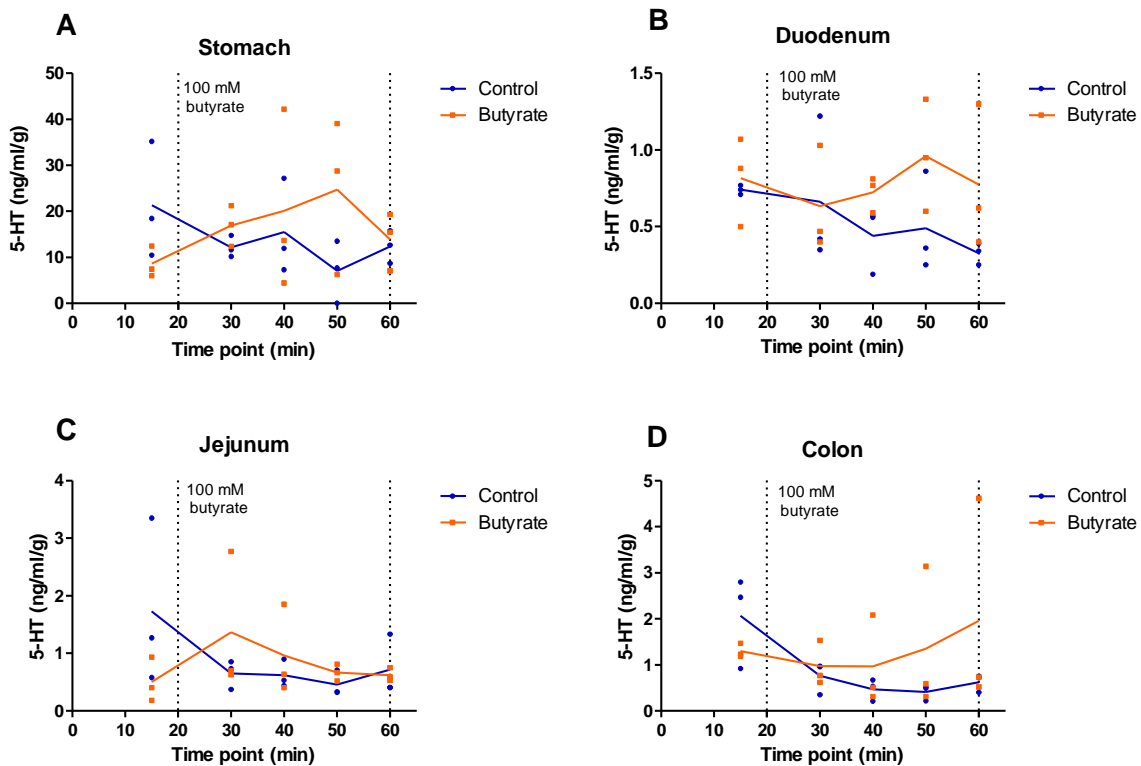 A
Stomach
50
40
30
20
10
0
5-HT (ng/ml/g)
100 mM
butyrate
0 10 20 30 40 50 60
Time point (min)
Control
Butyrate
B
Duodenum
1.5
1.0
0.5
0.0
5-HT (ng/ml/g)
100 mM
butyrate
0 10 20 30 40 50 60
Time point (min)
Control
Butyrate
C
Jejunum
4
3
2
1
0
5-HT (ng/ml/g)
100 mM
butyrate
0 10 20 30 40 50 60
Time point (min)
Control
Butyrate
D
Colon
5
4
3
2
1
0
5-HT (ng/ml/g)
100 mM
butyrate
0 10 20 30 40 50 60
Time point (min)
Control
Butyrate